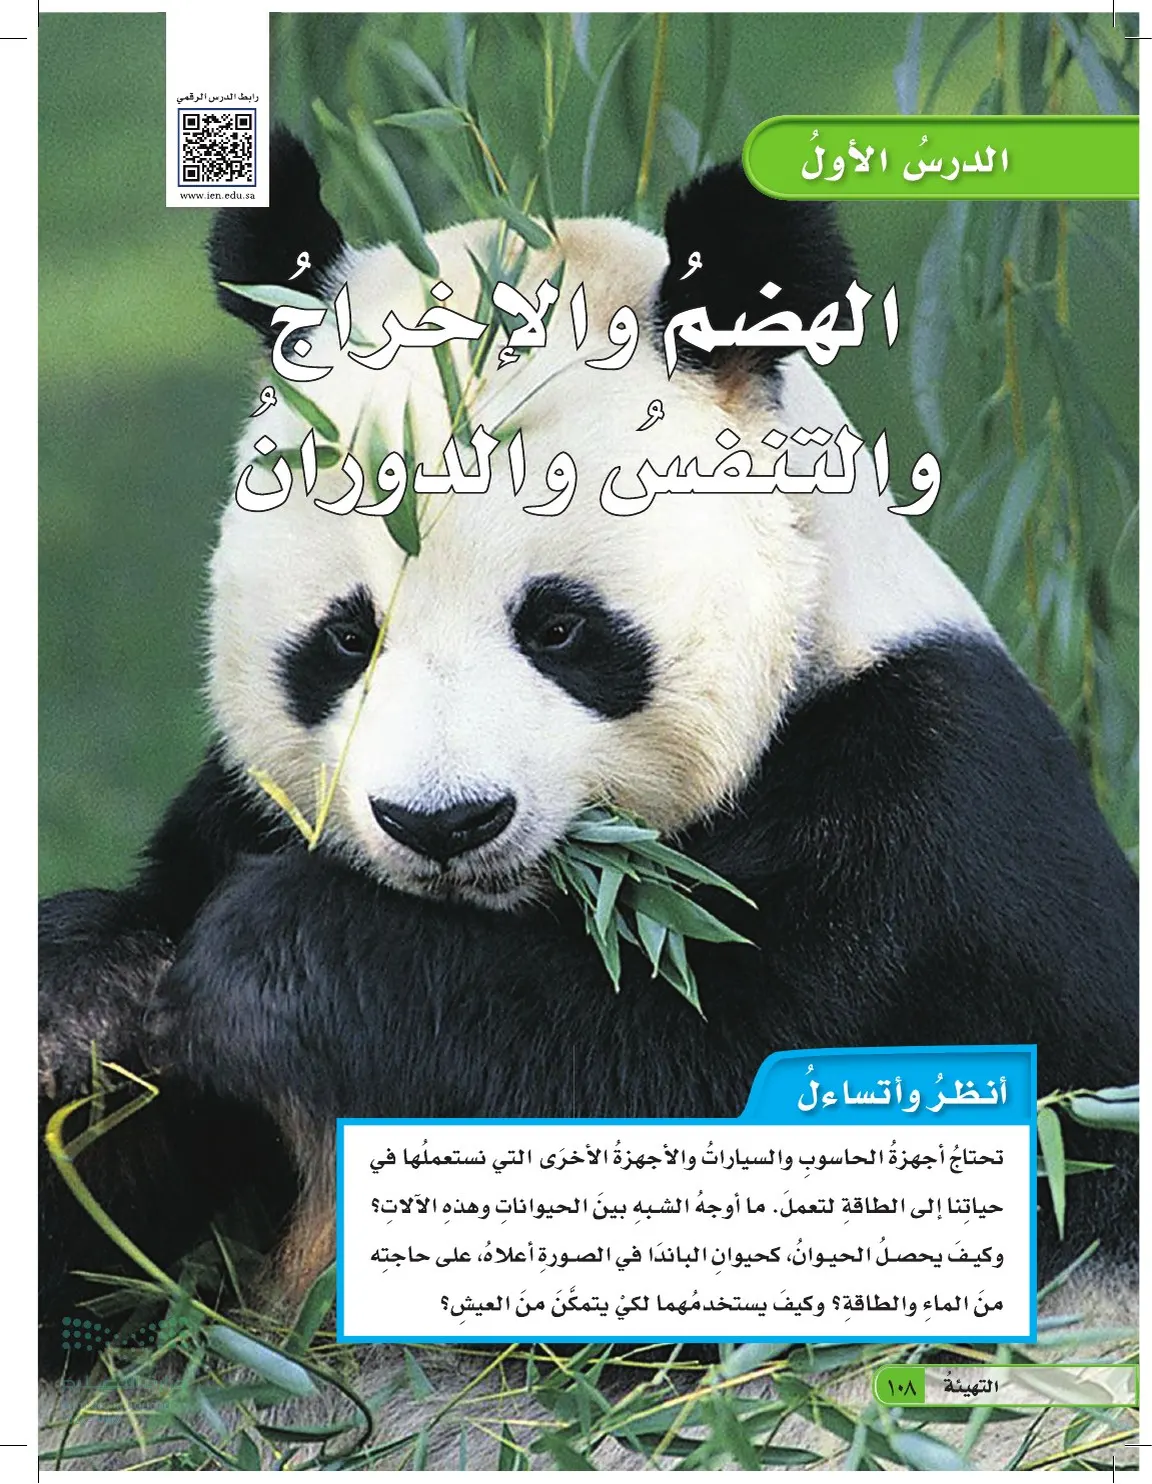 رابط الدرس الرقمي
www.ien.edu.sa
الدرسُ الأولُ
الهضمُ والإخراجُ
والتنفسُ والدورانُ
أنظرُ وأتساءلُ
تحتاجُ أجهزةُ الحاسوبِ والسياراتُ والأجهزةُ الأخرَى التي نستعملُها في
حياتِنا إلى الطاقةِ لتعملَ. ما أوجهُ الشبهِ بينَ الحيواناتِ وهذهِ الآلاتِ؟
وكيفَ يحصلُ الحيوانُ، كحيوانِ الباندَا في الصورةِ أعلاهُ، على حاجتِه
منَ الماءِ والطاقةِ؟ وكيفَ يستخدمُهما لكيْ يتمكَّنَ منَ العيشِ؟
التهيئةُ ١٠٨